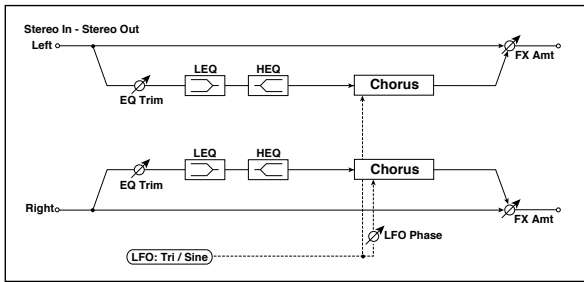 Stereo In - Stereo Out
Left
FX Amt
EQ Trim
LEQ
HEQ
Chorus
LEQ
HEQ
EQ Trim
Chorus
Right
FX Amt
LFO Phase
LFO: Tri / Sine